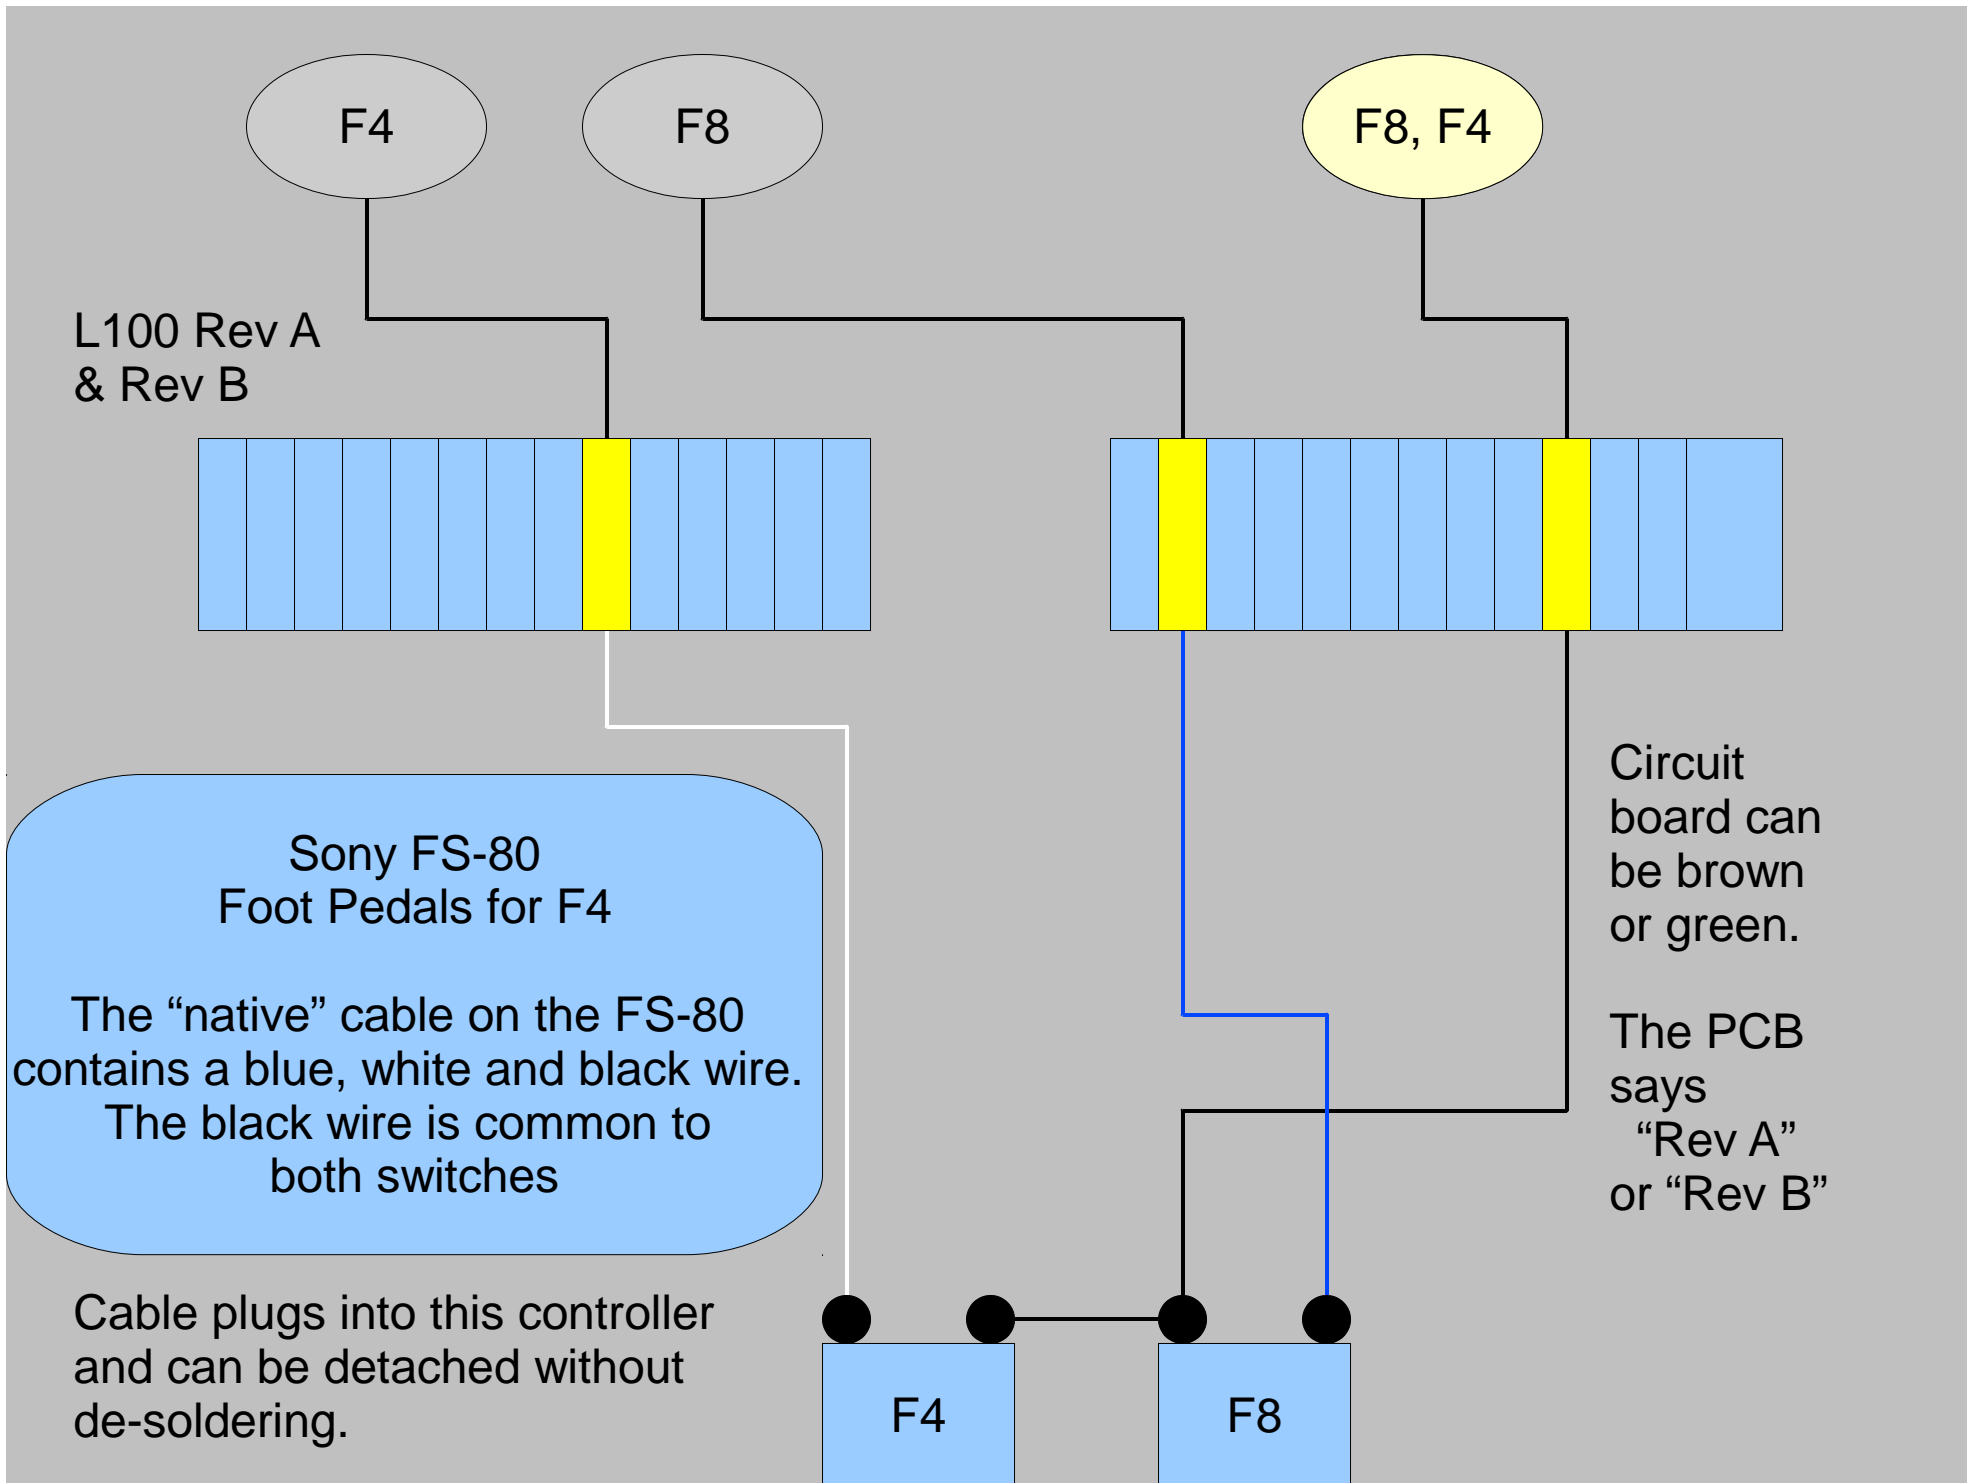 F4
F8
F8, F4
L100 Rev A
& Rev B
Sony FS-80
Foot Pedals for F4
The “native” cable on the FS-80
contains a blue, white and black wire.
The black wire is common to
both switches
Circuit
board can
be brown
or green.
The PCB
says
“Rev A”
or “Rev B”
Cable plugs into this controller
and can be detached without
de-soldering.
F4
F8